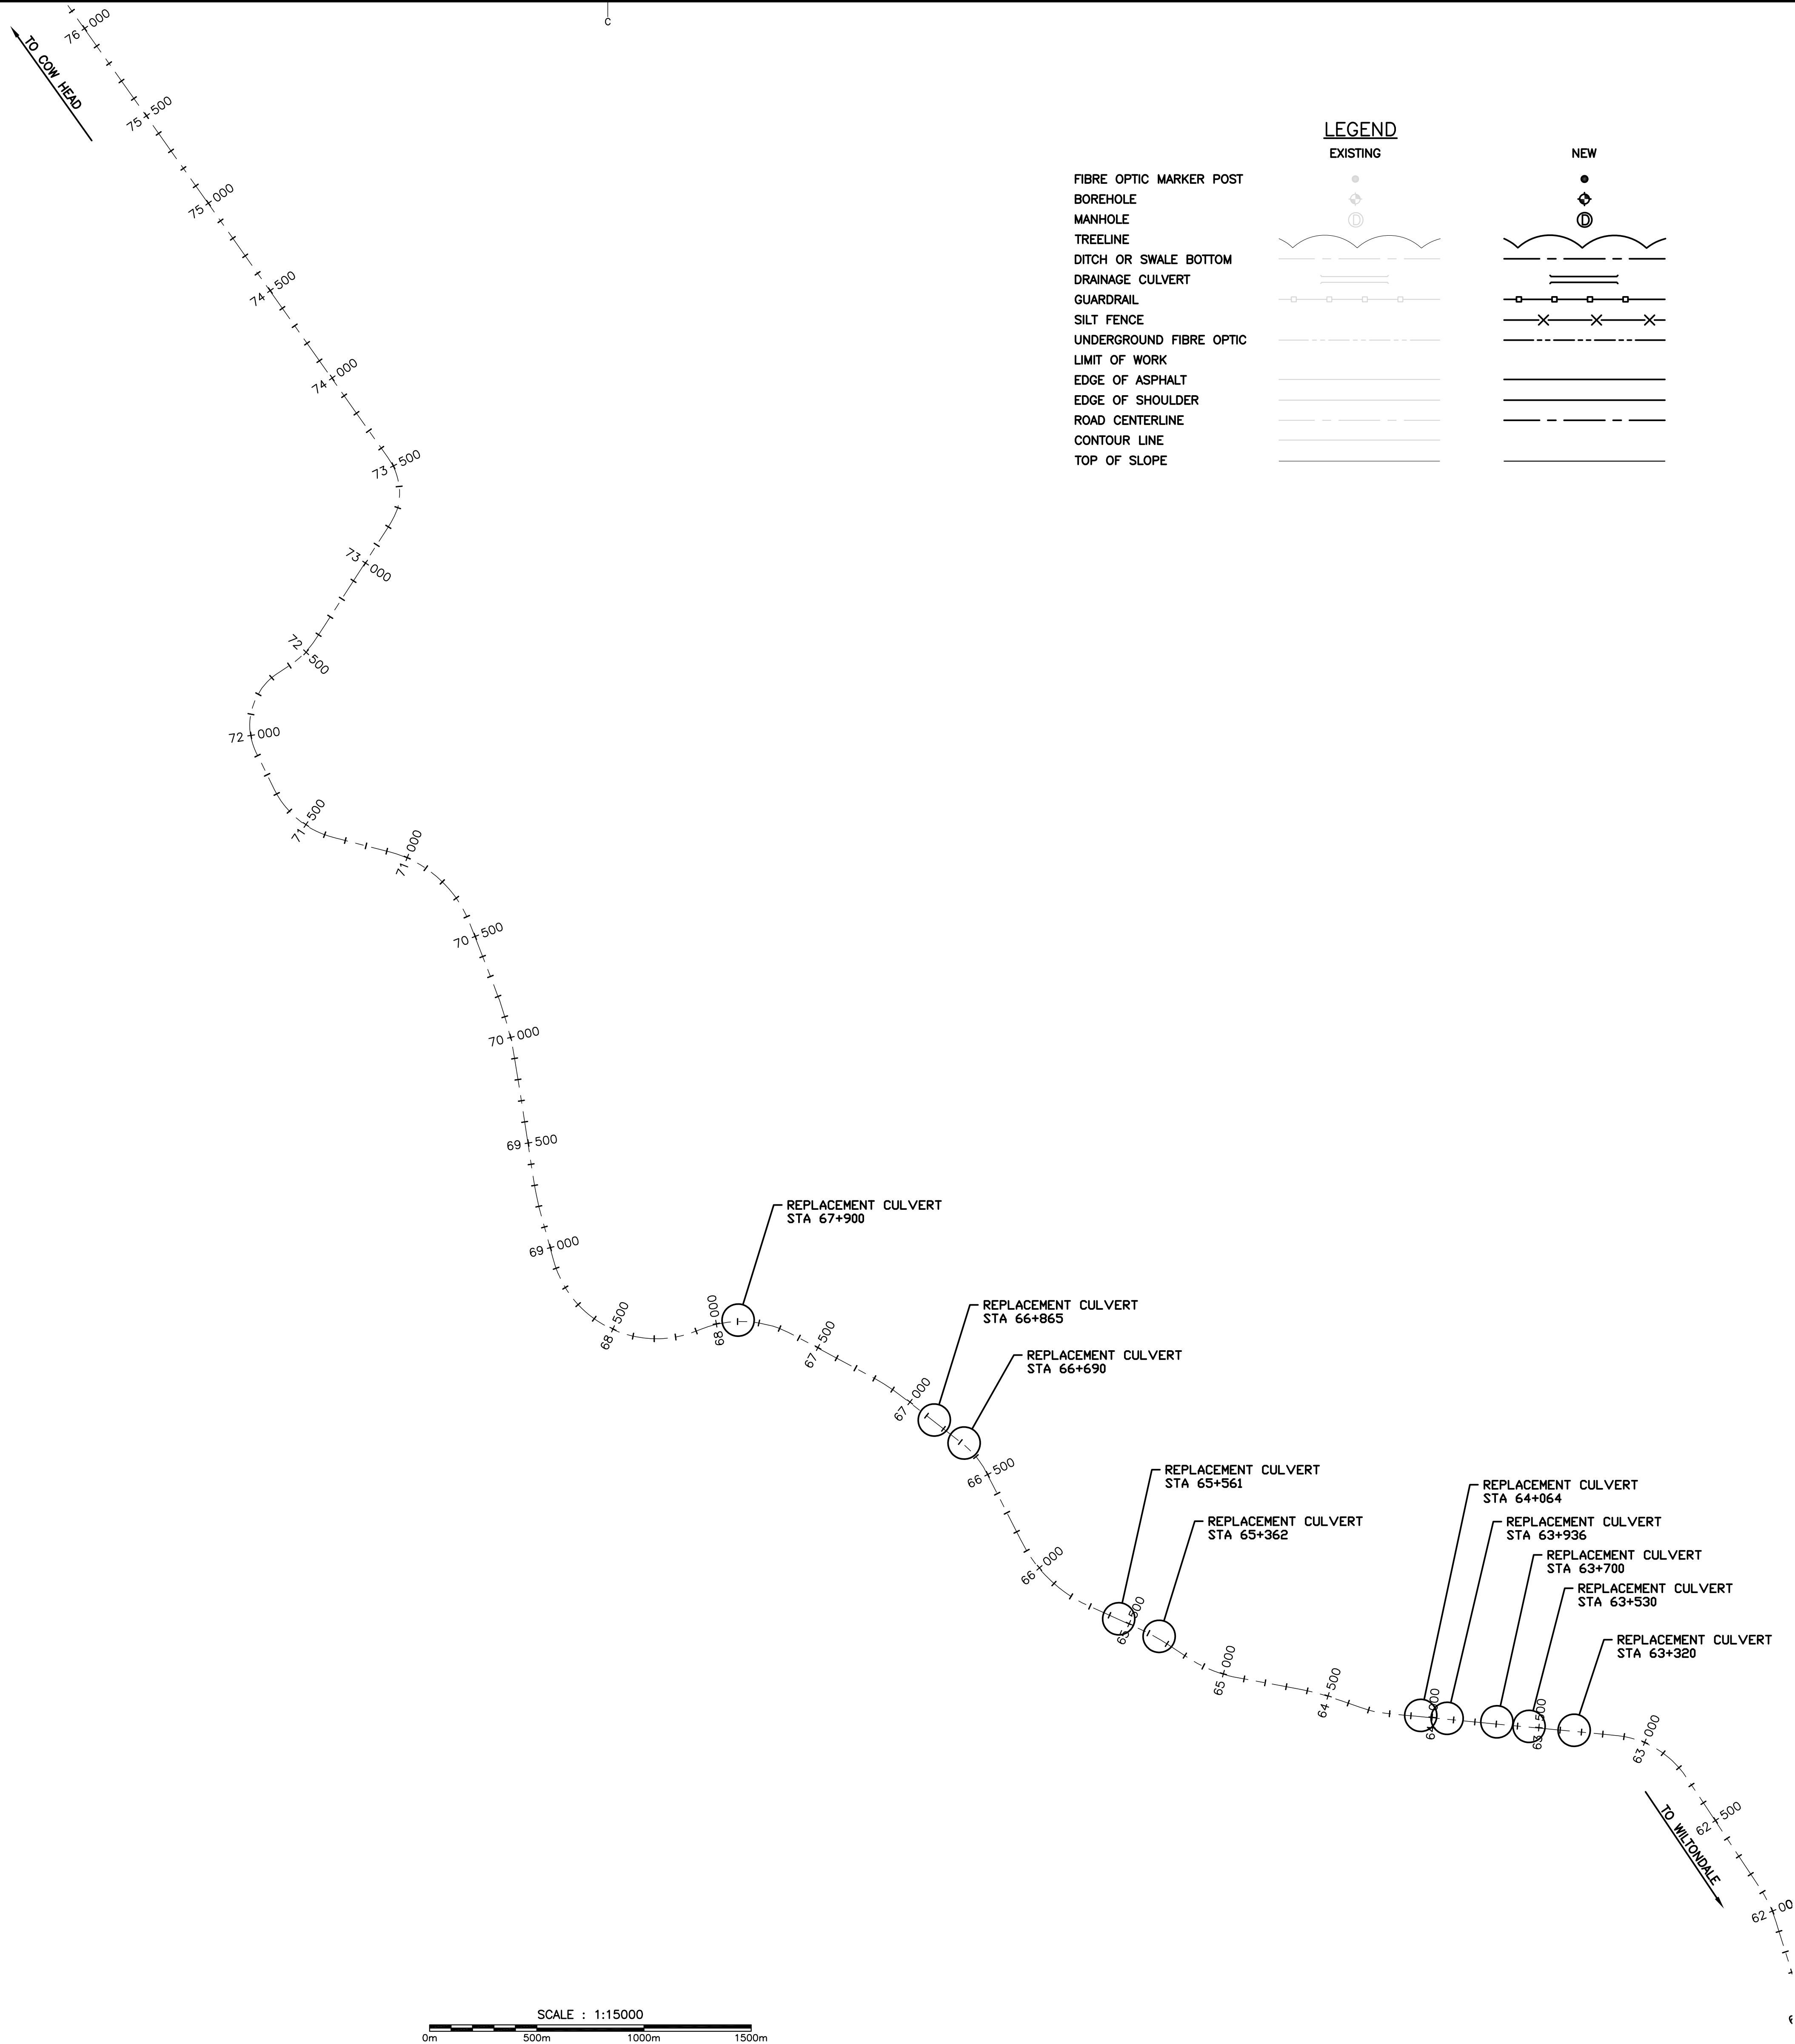 C
76+000
TO COW HEAD
75+500
75+000
74+500
74+000
73+500
73+000
72+500
72+000
71+500
71+000
70+500
70+000
69+500
69+000
68+500
68+000
67+500
67+000
66+500
66+000
65+500
65+000
64+500
64+000
63+500
63+000
62+500
62+00
LEGEND
EXISTING NEW
FIBRE OPTIC MARKER POST
BOREHOLE
MANHOLE D D
TREELINE
DITCH OR SWALE BOTTOM
DRAINAGE CULVERT
GUARDRAIL
SILT FENCE
UNDERGROUND FIBRE OPTIC
LIMIT OF WORK
EDGE OF ASPHALT
EDGE OF SHOULDER
ROAD CENTERLINE
CONTOUR LINE
TOP OF SLOPE
REPLACEMENT CULVERT
STA 67+900
REPLACEMENT CULVERT
STA 66+865
REPLACEMENT CULVERT
STA 66+690
REPLACEMENT CULVERT
STA 65+561
REPLACEMENT CULVERT
STA 65+362
REPLACEMENT CULVERT
STA 64+064
REPLACEMENT CULVERT
STA 63+936
REPLACEMENT CULVERT
STA 63+700
REPLACEMENT CULVERT
STA 63+530
REPLACEMENT CULVERT
STA 63+320
TO WILTONDALE
SCALE : 1:15000
0m 500m 1000m 1500m